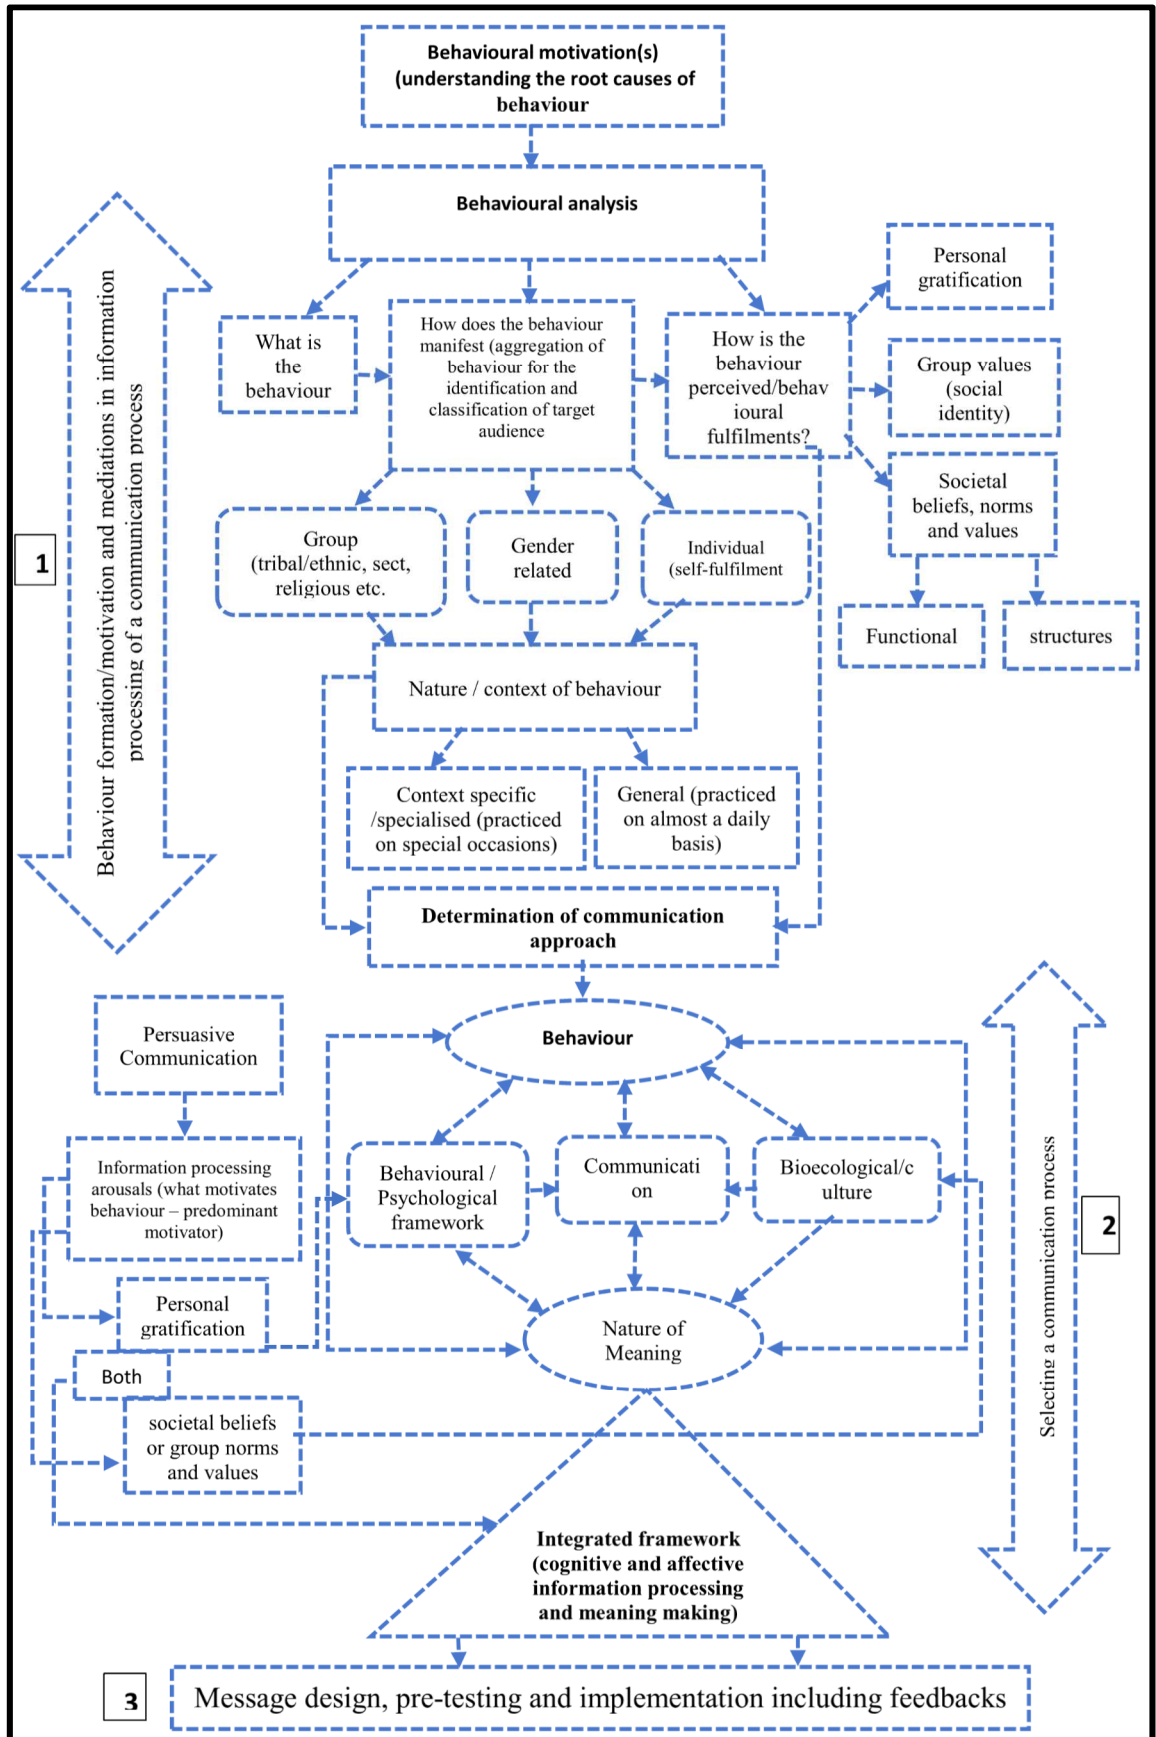 Behavioural motivation(s)
(understanding the root causes of
behaviour
Behavioural analysis
What is
the
behaviour
How does the behaviour
manifest (aggregation of
behaviour for the
identification and
classification of target
audience
How is the
behaviour
perceived/behav
ioural
fulfilments?
Personal
gratification
Group values
(social
identity)
Societal
beliefs, norms
and values
Functional
structures
Group
(tribal/ethnic, sect,
religious etc.
Gender
related
Individual
(self-fulfilment
Nature / context of behaviour
Context specific
/specialised (practiced
on special occasions)
General (practiced
on almost a daily
basis)
1
Behaviour formation/motivation and mediations in information
processing of a communication process
Determination of communication
approach
Behaviour
Persuasive
Communication
Information processing
arousals (what motivates
behaviour – predominant
motivator)
Behavioural /
Psychological
framework
Communicati
on
Bioecological/c
ulture
Personal
gratification
Both
societal beliefs
or group norms
and values
Nature of
Meaning
Selecting a communication process
2
Integrated framework
(cognitive and affective
information processing
and meaning making)
3
Message design, pre-testing and implementation including feedbacks